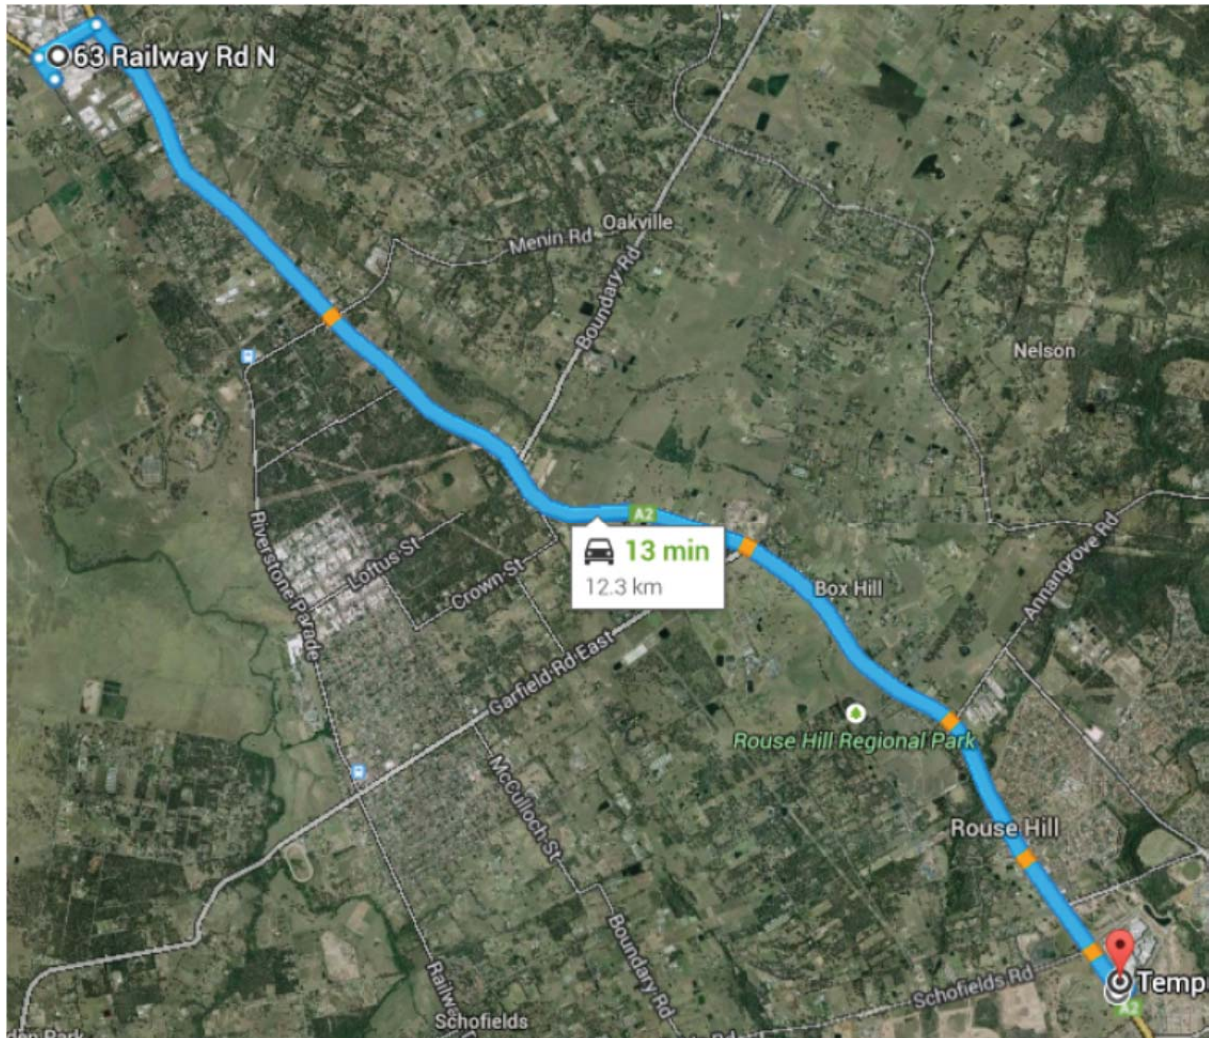 63 Railway Rd N
Oakville
Menin Rd
Boundary Rd
Nelson
A2
13 min
12.3 km
Annangrove Rd
Riverstone Parade
Loftus St
Crown St
Box Hill
Garfield Rd East
Rouse Hill Regional Park
McCulloch St
Rouse Hill
Schofields Rd
Boundary Rd
Schofields
A2
Park